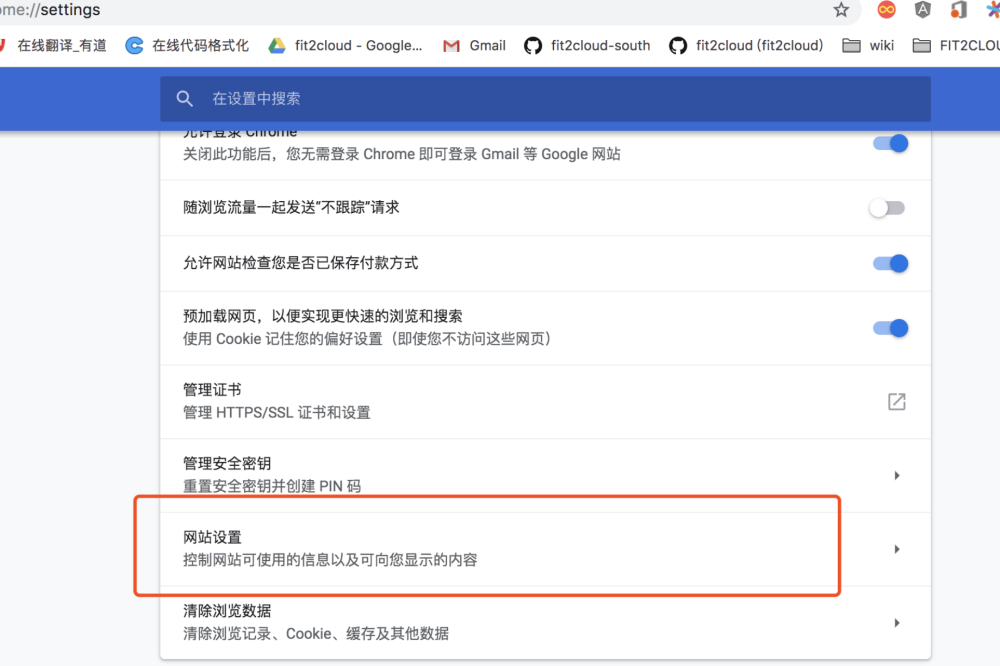 ome://settings
在线翻译_有道 在线代码格式化 fit2cloud - Google... Gmail fit2cloud-south fit2cloud (fit2cloud) wiki FIT2CLOU
在设置中搜索
允许登录 Chrome
关闭此功能后，您无需登录 Chrome 即可登录 Gmail 等 Google 网站
随浏览流量一起发送“不跟踪”请求
允许网站检查您是否已保存付款方式
预加载网页，以便实现更快速的浏览和搜索
使用 Cookie 记住您的偏好设置（即使您不访问这些网页）
管理证书
管理 HTTPS/SSL 证书和设置
管理安全密钥
重置安全密钥并创建 PIN 码
网站设置
控制网站可使用的信息以及可向您显示的内容
清除浏览数据
清除浏览记录、Cookie、缓存及其他数据